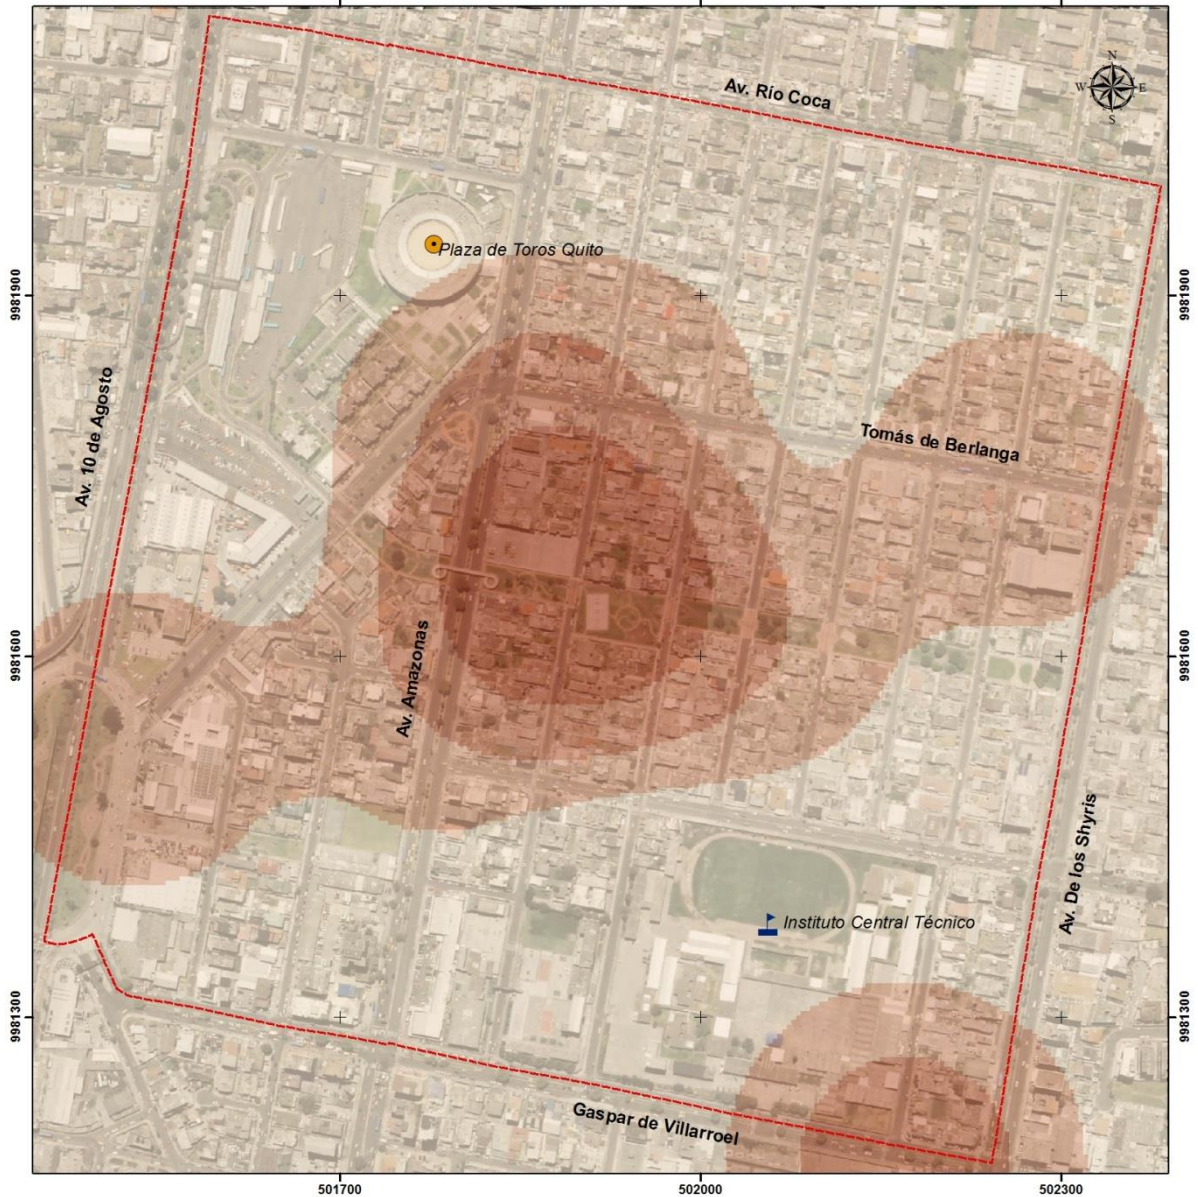 Av. Río Coca
N
W
E
S
Plaza de Toros Quito
9981900
9981900
Av. 10 de Agosto
Tomás de Berlanga
9981600
9981600
Av. Amazonas
Av. De los Shyris
Instituto Central Técnico
9981300
9981300
Gaspar de Villarroel
501700
502000
502300